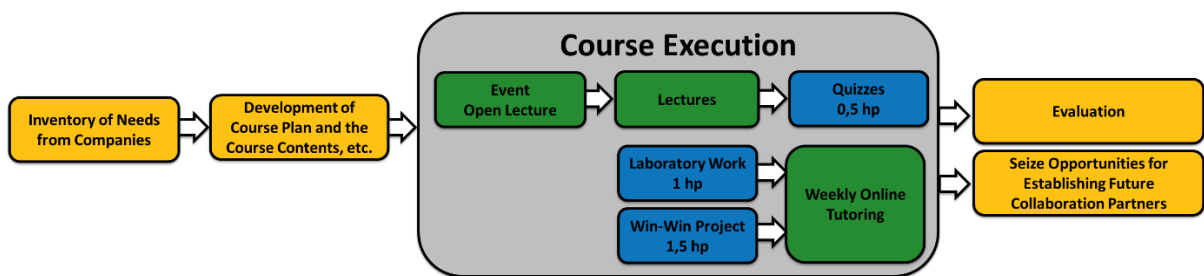 Course Execution
Inventory of Needs
from Companies
Development of
Course Plan and the
Course Contents, etc.
Event
Open Lecture
Lectures
Quizzes
0,5 hp
Laboratory Work
1 hp
Win-Win Project
1,5 hp
Weekly Online
Tutoring
Evaluation
Seize Opportunities for
Establishing Future
Collaboration Partners